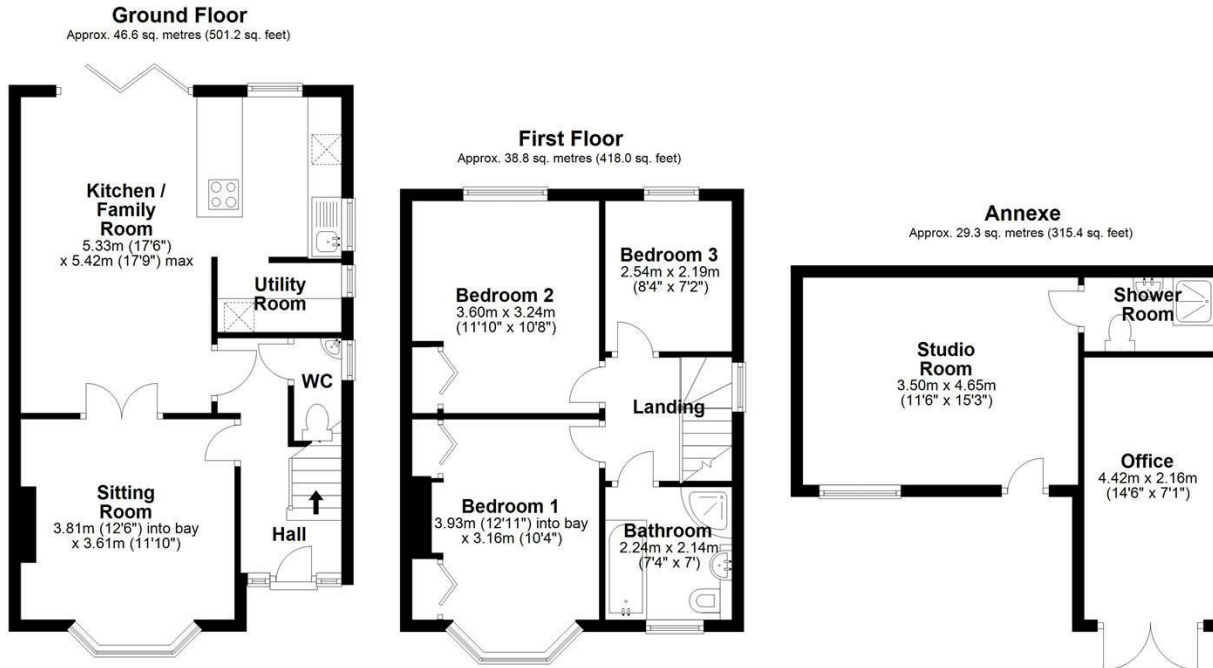 Ground Floor
Approx. 46.6 sq. metres (501.2 sq. feet)
Kitchen /
Family
Room
5.33m (17'6")
x 5.42m (17'9") max
Utility
Room
WC
Sitting
Room
3.81m (12'6") into bay
x 3.61m (11'10")
Hall
First Floor
Approx. 38.8 sq. metres (418.0 sq. feet)
Bedroom 2
3.60m x 3.24m
(11'10" x 10'8")
Bedroom 3
2.54m x 2.19m
(8'4" x 7'2")
Landing
Bedroom 1
3.93m (12'11") into bay
x 3.16m (10'4")
Bathroom
2.24m x 2.14m
(7'4" x 7')
Annexe
Approx. 29.3 sq. metres (315.4 sq. feet)
Shower
Room
Studio
Room
3.50m x 4.65m
(11'6" x 15'3")
Office
4.42m x 2.16m
(14'6" x 7'1")